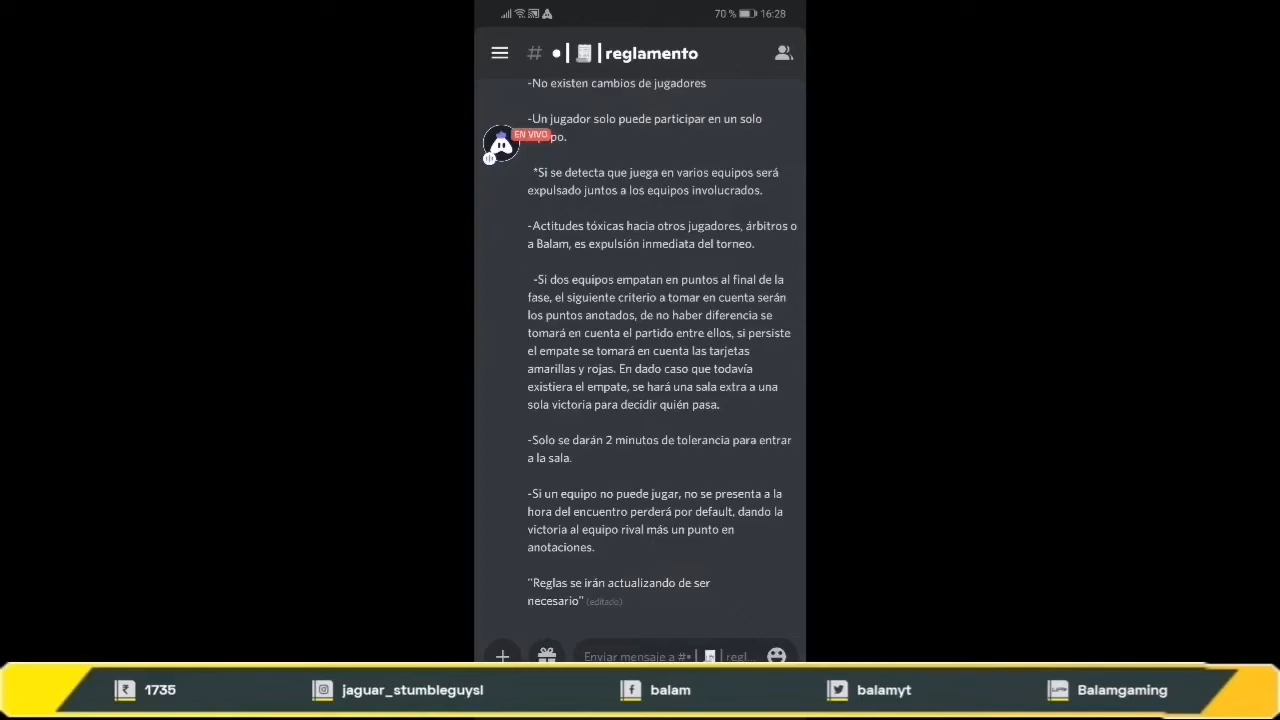 70 % 16:28
# • | | reglamento
-No existen cambios de jugadores
-Un jugador solo puede participar en un solo
EN VIVO
po.
*Si se detecta que juega en varios equipos será
expulsado juntos a los equipos involucrados.
-Actitudes tóxicas hacia otros jugadores, árbitros o
a Balam, es expulsión inmediata del torneo.
-Si dos equipos empatan en puntos al final de la
fase, el siguiente criterio a tomar en cuenta serán
los puntos anotados, de no haber diferencia se
tomará en cuenta el partido entre ellos, si persiste
el empate se tomará en cuenta las tarjetas
amarillas y rojas. En dado caso que todavía
existiera el empate, se hará una sala extra a una
sola victoria para decidir quién pasa.
-Solo se darán 2 minutos de tolerancia para entrar
a la sala.
-Si un equipo no puede jugar, no se presenta a la
hora del encuentro perderá por default, dando la
victoria al equipo rival más un punto en
anotaciones.
"Reglas se irán actualizando de ser
necesario" (editado)
Enviar mensaje a #• | | regl...
1735 jaguar_stumbleguysl balam balamyt Balamgaming